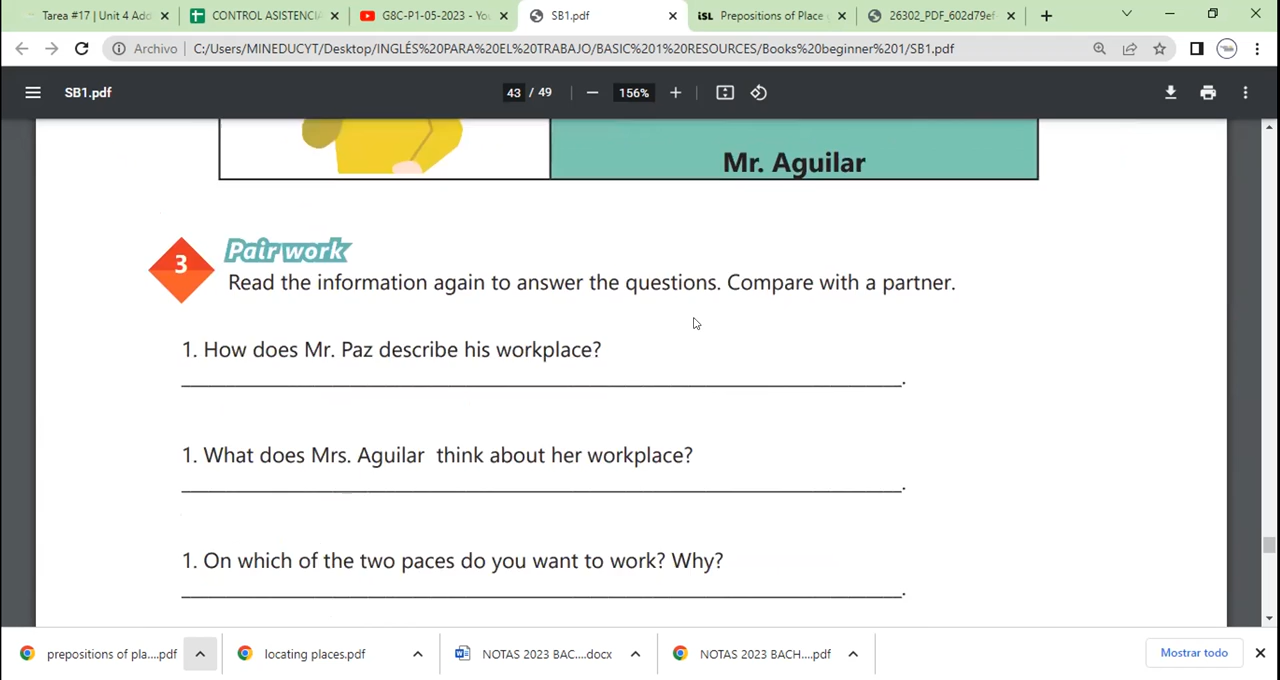 Tarea #17 | Unit 4 Add
CONTROL ASISTENCIA
G8C-P1-05-2023 - You
SB1.pdf
iSL Prepositions of Place
26302_PDF_602d79ef
Archivo
C:/Users/MINEDUCYT/Desktop/INGLÉS%20PARA%20EL%20TRABAJO/BASIC%201%20RESOURCES/Books%20beginner%201/SB1.pdf
SB1.pdf
43 / 49
156%
Mr. Aguilar
3
Pair work
Read the information again to answer the questions. Compare with a partner.
1. How does Mr. Paz describe his workplace?
1. What does Mrs. Aguilar think about her workplace?
1. On which of the two paces do you want to work? Why?
prepositions of pla....pdf
locating places.pdf
NOTAS 2023 BAC....docx
NOTAS 2023 BACH....pdf
Mostrar todo